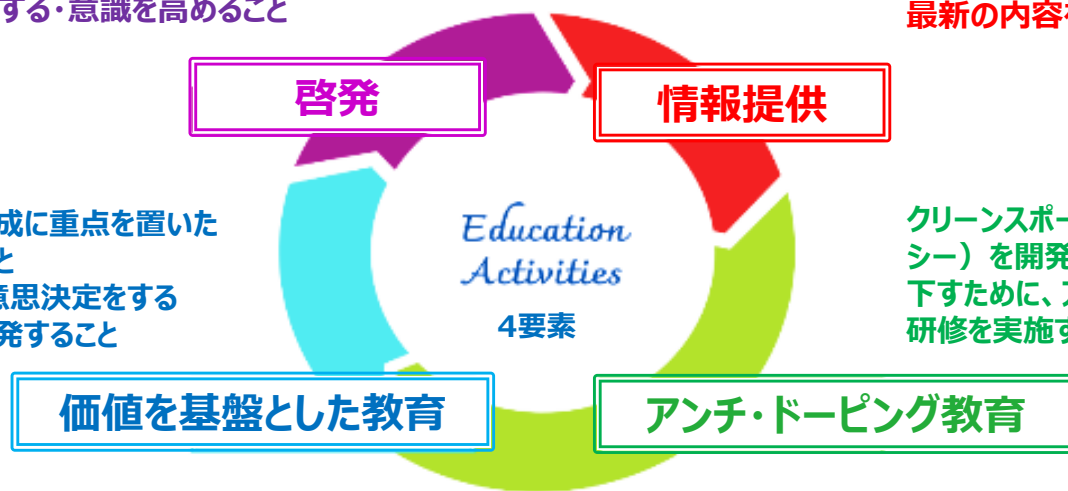 する・意識を高めること
最新の内容
啓発
情報提供
成に重点を置いた
と
意思決定をする
発すること
Education
Activities
4要素
クリーンスポー
シー）を開発
下すために、
研修を実施
価値を基盤とした教育
アンチ・ドーピング教育